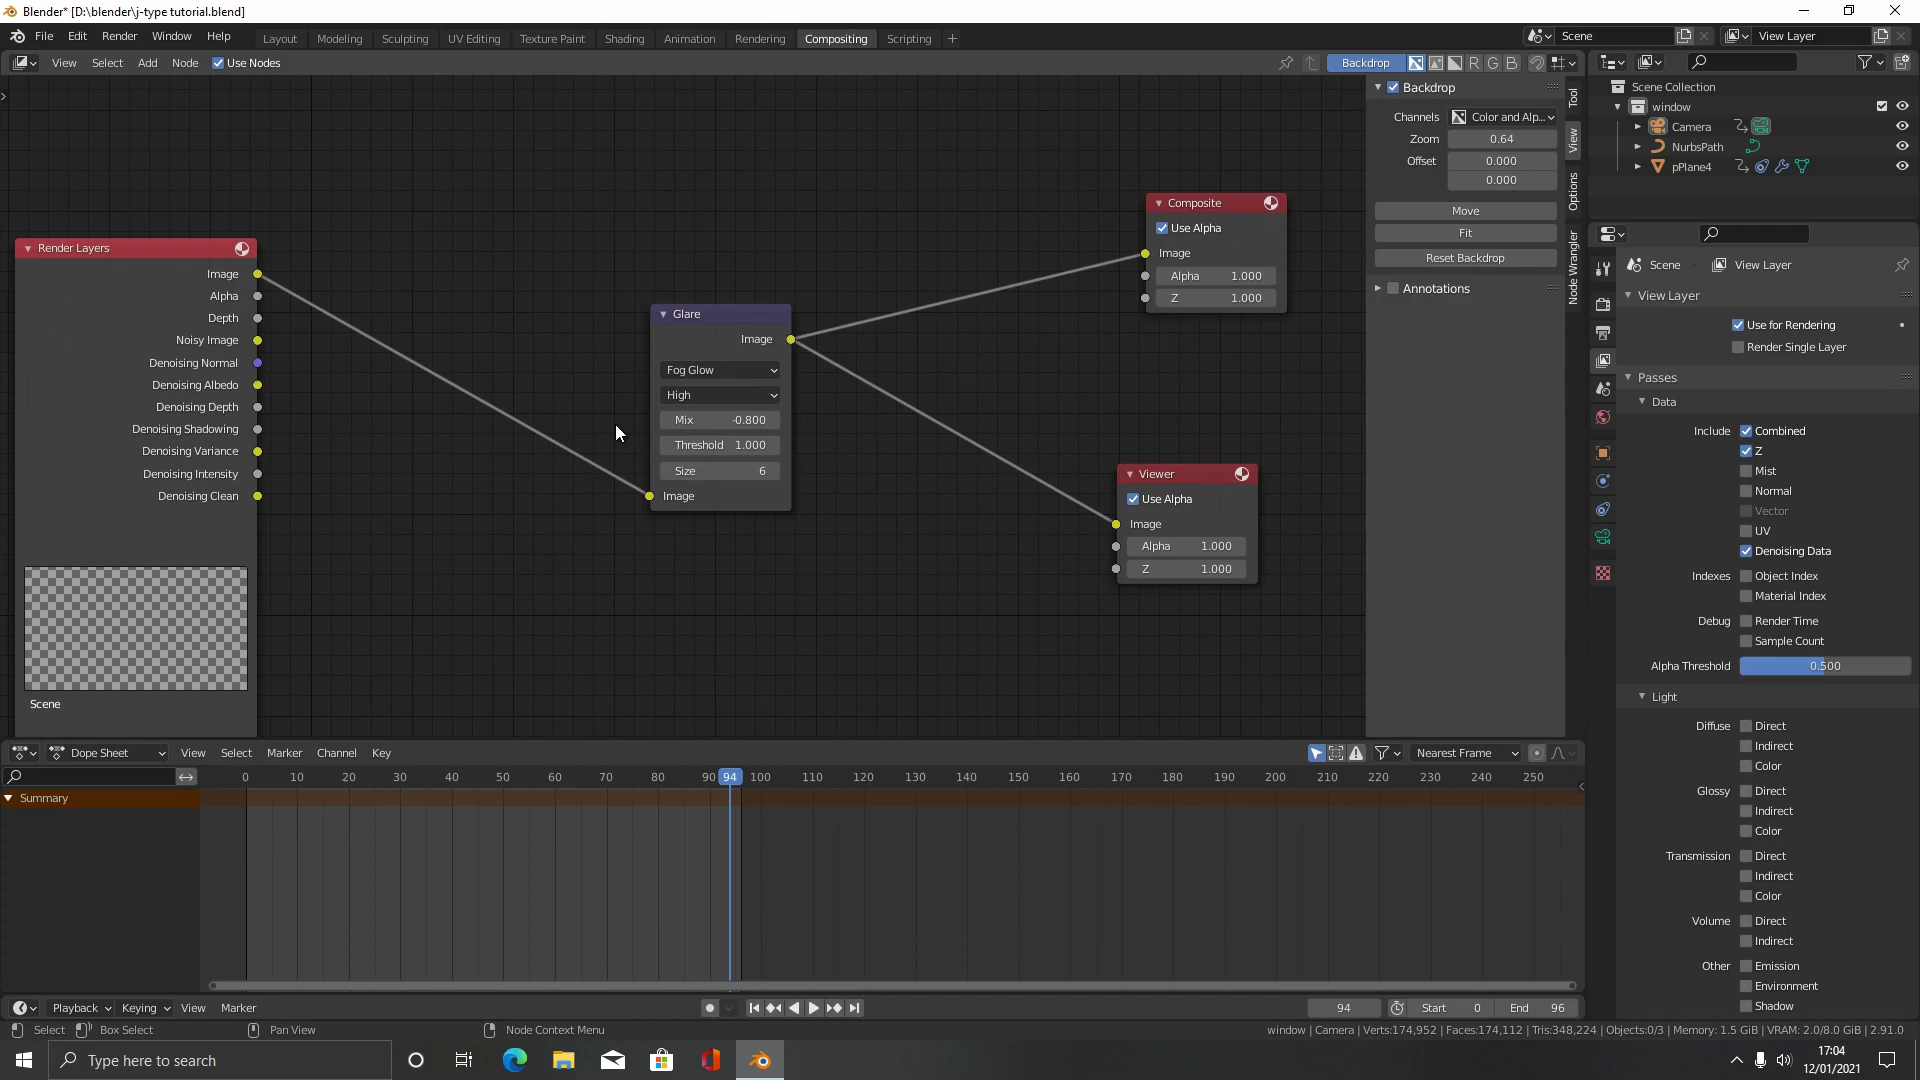 Blender* [D:\blender\j-type tutorial.blend]
File Edit Render Window Help Layout Modeling Sculpting UV Editing Texture Paint Shading Animation Rendering Compositing Scripting + Scene View Layer
View Select Add Node Use Nodes Backdrop R G B
Scene Collection
window
Camera
NurbsPath
pPlane4
Backdrop
Channels Color and Alp...
Zoom 0.64
Offset 0.000
0.000
Move
Fit
Reset Backdrop
Annotations
Tool
View
Options
Node Wrangler
Render Layers
Image
Alpha
Depth
Noisy Image
Denoising Normal
Denoising Albedo
Denoising Depth
Denoising Shadowing
Denoising Variance
Denoising Intensity
Denoising Clean
Scene
Glare
Image
Fog Glow
High
Mix -0.800
Threshold 1.000
Size 6
Image
Composite
Use Alpha
Image
Alpha 1.000
Z 1.000
Viewer
Use Alpha
Image
Alpha 1.000
Z 1.000
Scene View Layer
View Layer
Use for Rendering
Render Single Layer
Passes
Data
Include Combined
Z
Mist
Normal
Vector
UV
Denoising Data
Indexes Object Index
Material Index
Debug Render Time
Sample Count
Alpha Threshold 0.500
Light
Diffuse Direct
Indirect
Color
Glossy Direct
Indirect
Color
Transmission Direct
Indirect
Color
Volume Direct
Indirect
Other Emission
Environment
Shadow
Dope Sheet View Select Marker Channel Key Nearest Frame
0 10 20 30 40 50 60 70 80 90 94 100 110 120 130 140 150 160 170 180 190 200 210 220 230 240 250
Summary
Playback Keying View Marker 94 Start 0 End 96
Select Box Select Pan View Node Context Menu window | Camera | Verts:174,952 | Faces:174,112 | Tris:348,224 | Objects:0/3 | Memory: 1.5 GiB | VRAM: 2.0/8.0 GiB | 2.91.0
Type here to search
17:04
12/01/2021